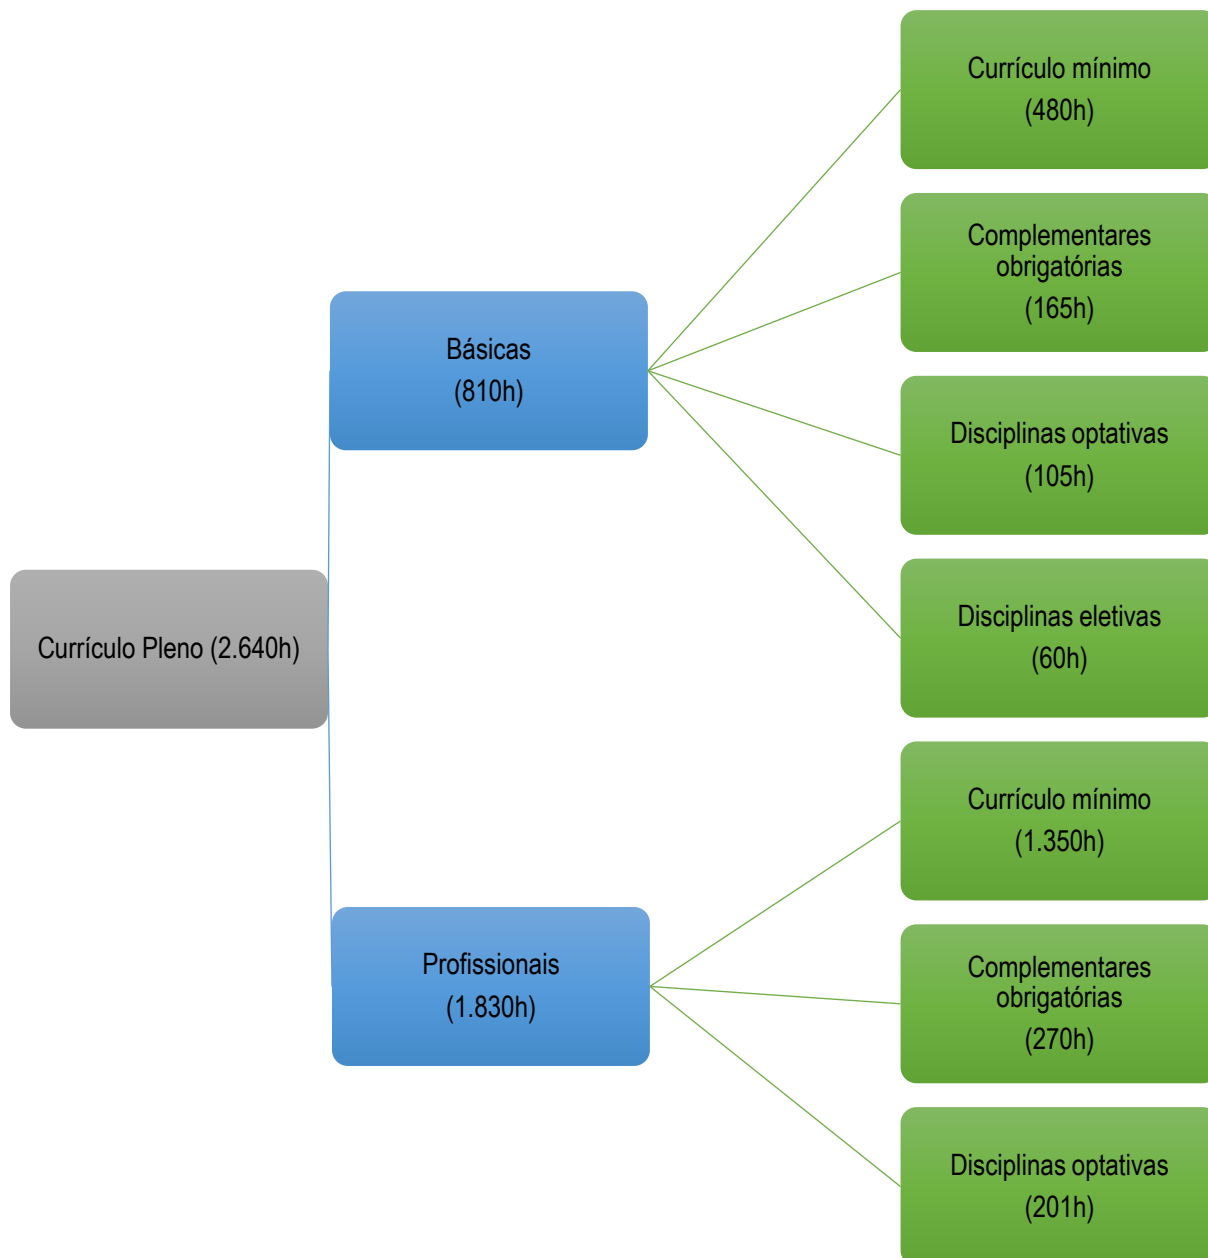 Currículo Pleno (2.640h)
Básicas
(810h)
Currículo mínimo
(480h)
Complementares
obrigatórias
(165h)
Disciplinas optativas
(105h)
Disciplinas eletivas
(60h)
Profissionais
(1.830h)
Currículo mínimo
(1.350h)
Complementares
obrigatórias
(270h)
Disciplinas optativas
(201h)